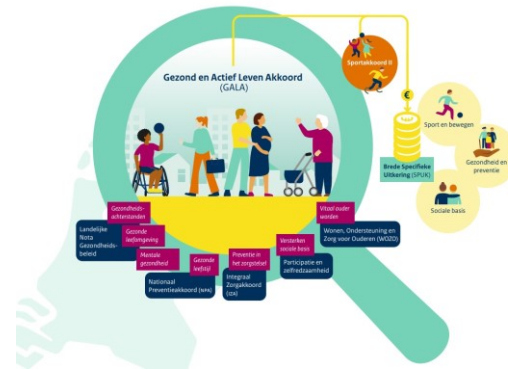 Gezond en Actief Leven Akkoord
(GALA)
Sportakkoord II
€
Brede Specifieke
Uitkering (SPUK)
Sport en bewegen
Gezondheid en
preventie
Sociale basis
Gezondheids-
achterstanden
Landelijke
Nota
Gezondheids-
beleid
Gezonde
leefomgeving
Mentale
gezondheid
Gezonde
leefstijl
Nationaal
Preventieakkoord (NPA)
Preventie in
het zorgstelsel
Integraal
Zorgakkoord
(IZA)
Versterken
sociale basis
Participatie en
zelfredzaamheid
Vitaal ouder
worden
Wonen, Ondersteuning en
Zorg voor Ouderen (WOZO)